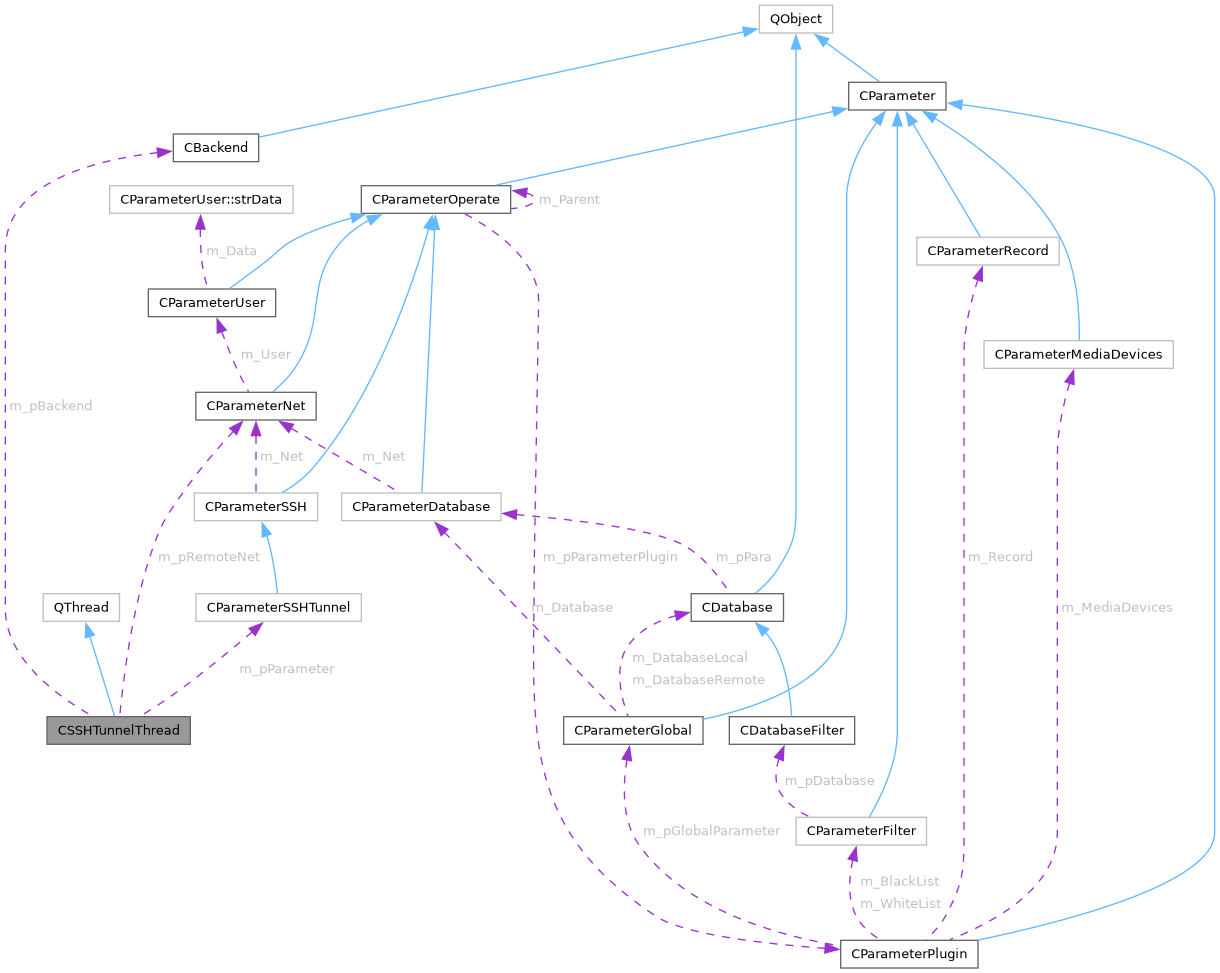 QObject
CParameter
CBackend
CParameterUser::strData
CParameterOperate
m_Parent
m_Data
CParameterRecord
CParameterUser
m_User
CParameterMediaDevices
m_pBackend
CParameterNet
m_Net
m_Net
CParameterSSH
CParameterDatabase
m_pRemoteNet
m_pParameterPlugin
m_pPara
m_Record
QThread
CParameterSSHTunnel
m_Database
CDatabase
m_MediaDevices
m_pParameter
m_DatabaseLocal
m_DatabaseRemote
CSSHTunnelThread
CParameterGlobal
CDatabaseFilter
m_pDatabase
m_pGlobalParameter
CParameterFilter
m_BlackList
m_WhiteList
CParameterPlugin